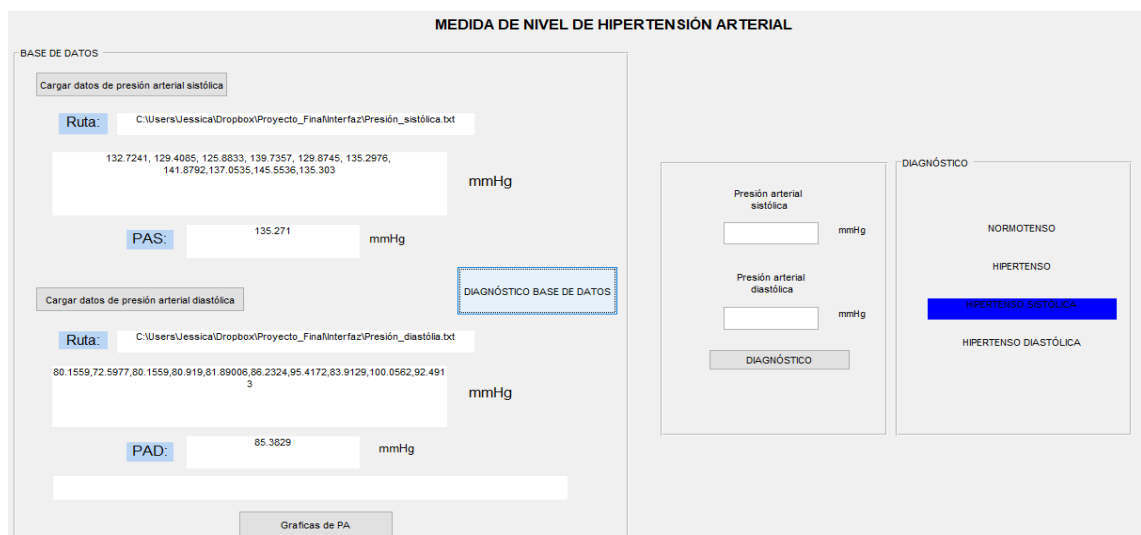 MEDIDA DE NIVEL DE HIPERTENSIÓN ARTERIAL
BASE DE DATOS
Cargar datos de presión arterial sistólica
Ruta:
C:\Users\Jessica\Dropbox\Proyecto_Final\Interfaz\Presión_sistólica.txt
132.7241, 129.4085, 125.8833, 139.7357, 129.8745, 135.2976,
141.8792,137.0535,145.5536,135.303
mmHg
PAS:
135.271
mmHg
Cargar datos de presión arterial diastólica
Ruta:
C:\Users\Jessica\Dropbox\Proyecto_Final\Interfaz\Presión_diastólia.txt
80.1559,72.5977,80.1559,80.919,81.89006,86.2324,95.4172,83.9129,100.0562,92.491
3
mmHg
PAD:
85.3829
mmHg
Graficas de PA
DIAGNÓSTICO BASE DE DATOS
Presión arterial
sistólica
mmHg
Presión arterial
diastólica
mmHg
DIAGNÓSTICO
DIAGNÓSTICO
NORMOTENSO
HIPERTENSO
HIPERTENSO SISTÓLICA
HIPERTENSO DIASTÓLICA